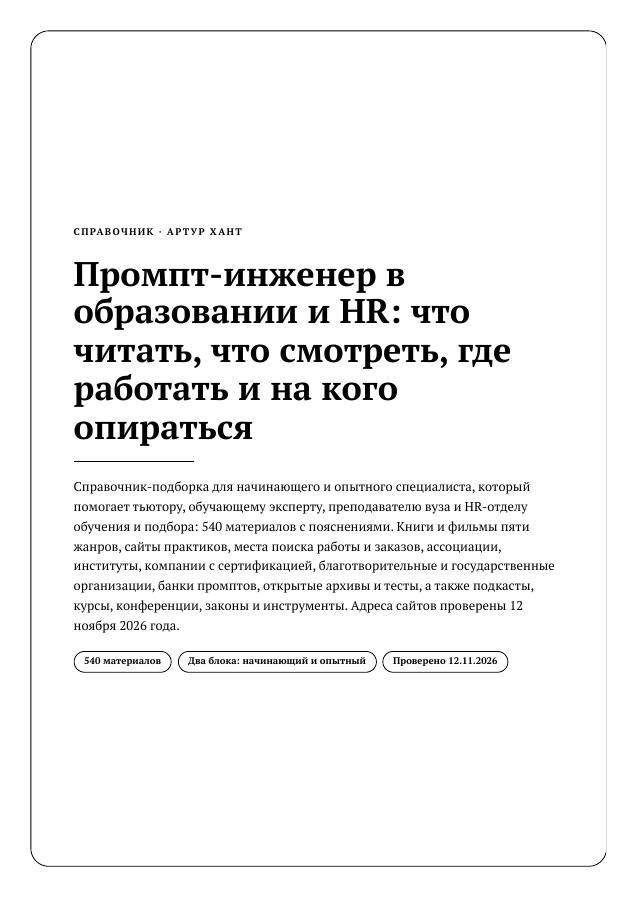 СПРАВОЧНИК · АРТУР ХАНТ
Промпт-инженер в
образовании и HR: что
читать, что смотреть, где
работать и на кого
опираться
Справочник-подборка для начинающего и опытного специалиста, который
помогает тьютору, обучающему эксперту, преподавателю вуза и HR-отделу
обучения и подбора: 540 материалов с пояснениями. Книги и фильмы пяти
жанров, сайты практиков, места поиска работы и заказов, ассоциации,
институты, компании с сертификацией, благотворительные и государственные
организации, банки промптов, открытые архивы и тесты, а также подкасты,
курсы, конференции, законы и инструменты. Адреса сайтов проверены 12
ноября 2026 года.
540 материалов Два блока: начинающий и опытный Проверено 12.11.2026